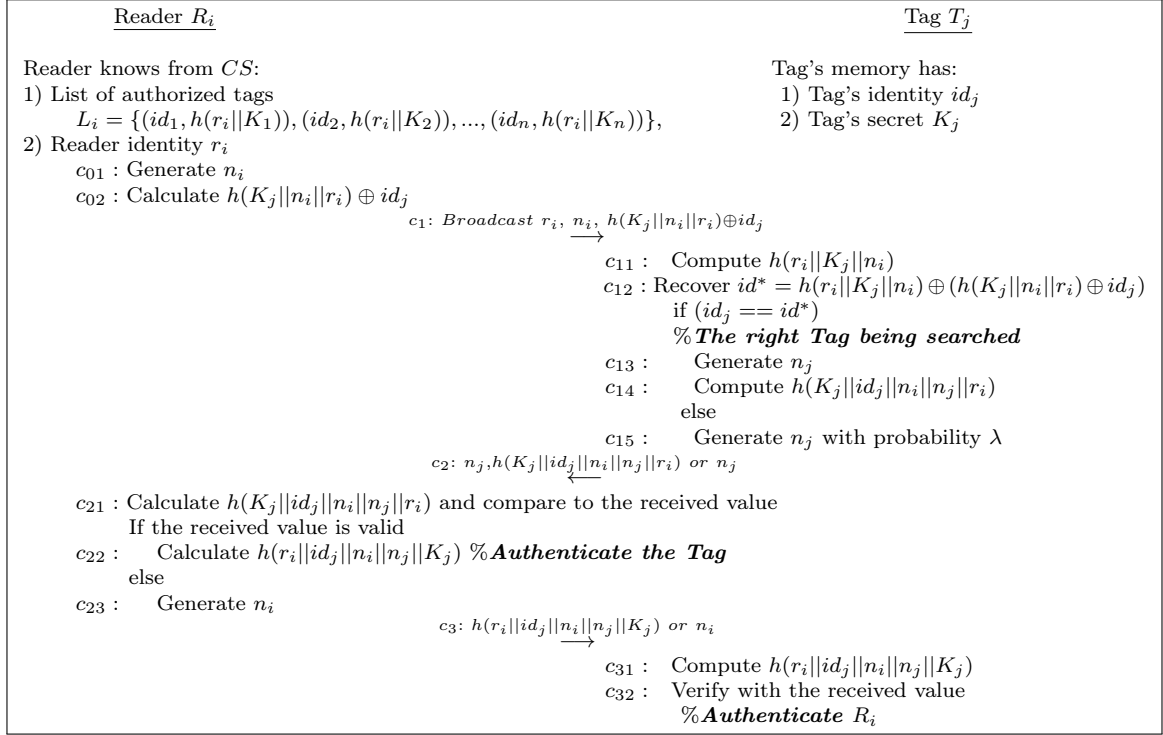 Reader R_i
Tag T_j
Reader knows from CS:
1) List of authorized tags
L_i = {(id_1, h(r_i||K_1)), (id_2, h(r_i||K_2)), ..., (id_n, h(r_i||K_n))},
2) Reader identity r_i
Tag's memory has:
1) Tag's identity id_j
2) Tag's secret K_j
c_01 : Generate n_i
c_02 : Calculate h(K_j||n_i||r_i) ⊕ id_j
c_1: Broadcast r_i, n_i, h(K_j||n_i||r_i)⊕id_j
⟶
c_11 : Compute h(r_i||K_j||n_i)
c_12 : Recover id* = h(r_i||K_j||n_i) ⊕ (h(K_j||n_i||r_i) ⊕ id_j)
if (id_j == id*)
%The right Tag being searched
c_13 : Generate n_j
c_14 : Compute h(K_j||id_j||n_i||n_j||r_i)
else
c_15 : Generate n_j with probability λ
c_2: n_j,h(K_j||id_j||n_i||n_j||r_i) or n_j
⟵
c_21 : Calculate h(K_j||id_j||n_i||n_j||r_i) and compare to the received value
If the received value is valid
c_22 : Calculate h(r_i||id_j||n_i||n_j||K_j) %Authenticate the Tag
else
c_23 : Generate n_i
c_3: h(r_i||id_j||n_i||n_j||K_j) or n_i
⟶
c_31 : Compute h(r_i||id_j||n_i||n_j||K_j)
c_32 : Verify with the received value
%Authenticate R_i